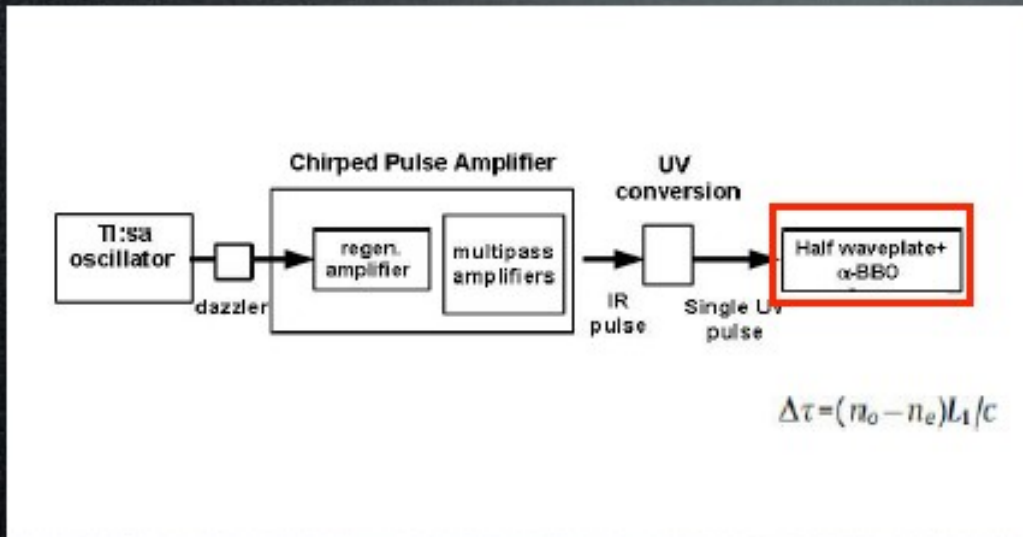 Chirped Pulse Amplifier
UV
conversion
Ti:sa
oscillator
dazzler
regen.
amplifier
multipass
amplifiers
IR
pulse
Single UV
pulse
Half waveplate+
α-BBO
Δτ=(nₒ−nₑ)L₁/c